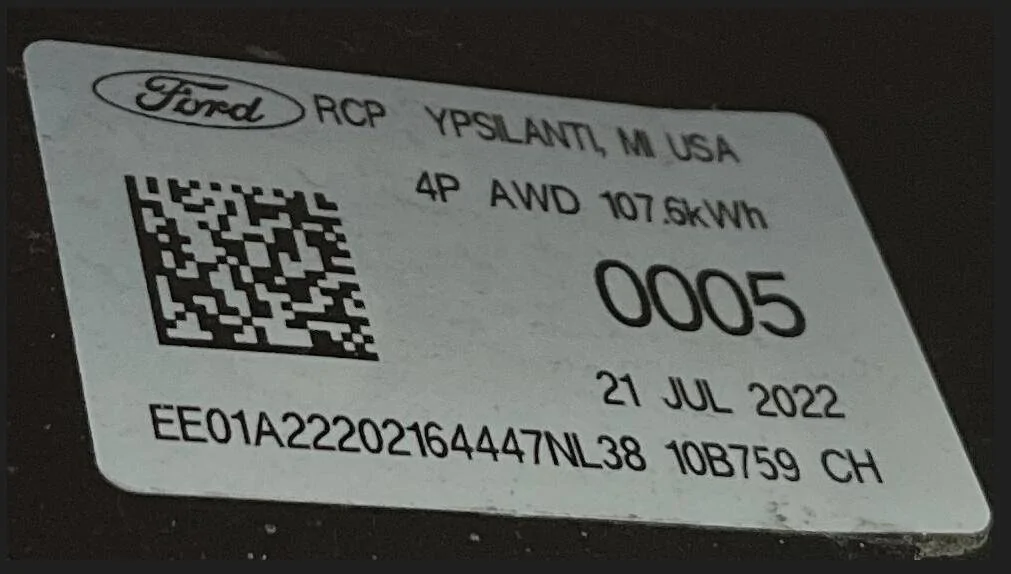 Ford RCP YPSILANTI, MI USA
4P AWD 107.6kWh
0005
21 JUL 2022
EE01A22202164447NL38 10B759 CH